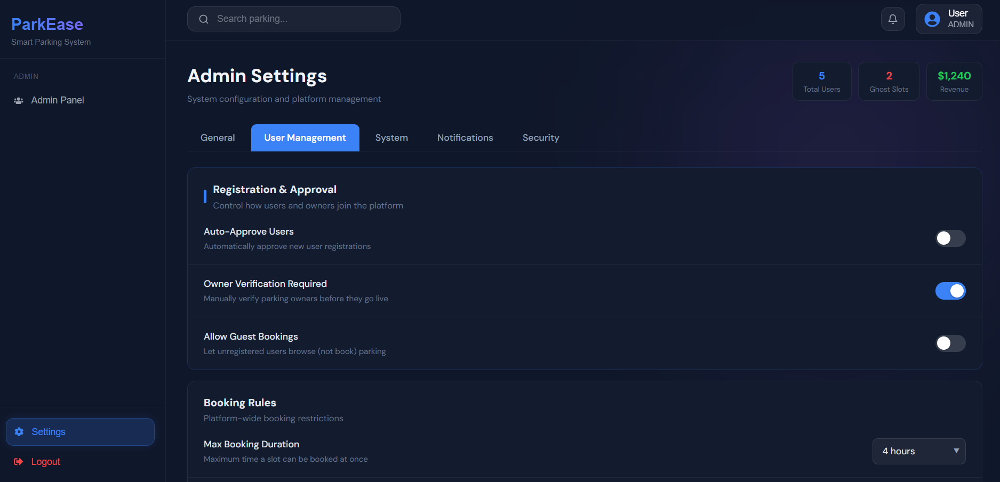 ParkEase
Smart Parking System
ADMIN
Admin Panel
Settings
Logout
Search parking...
User
ADMIN
Admin Settings
System configuration and platform management
5
Total Users
2
Ghost Slots
$1,240
Revenue
General
User Management
System
Notifications
Security
Registration & Approval
Control how users and owners join the platform
Auto-Approve Users
Automatically approve new user registrations
Owner Verification Required
Manually verify parking owners before they go live
Allow Guest Bookings
Let unregistered users browse (not book) parking
Booking Rules
Platform-wide booking restrictions
Max Booking Duration
Maximum time a slot can be booked at once
4 hours